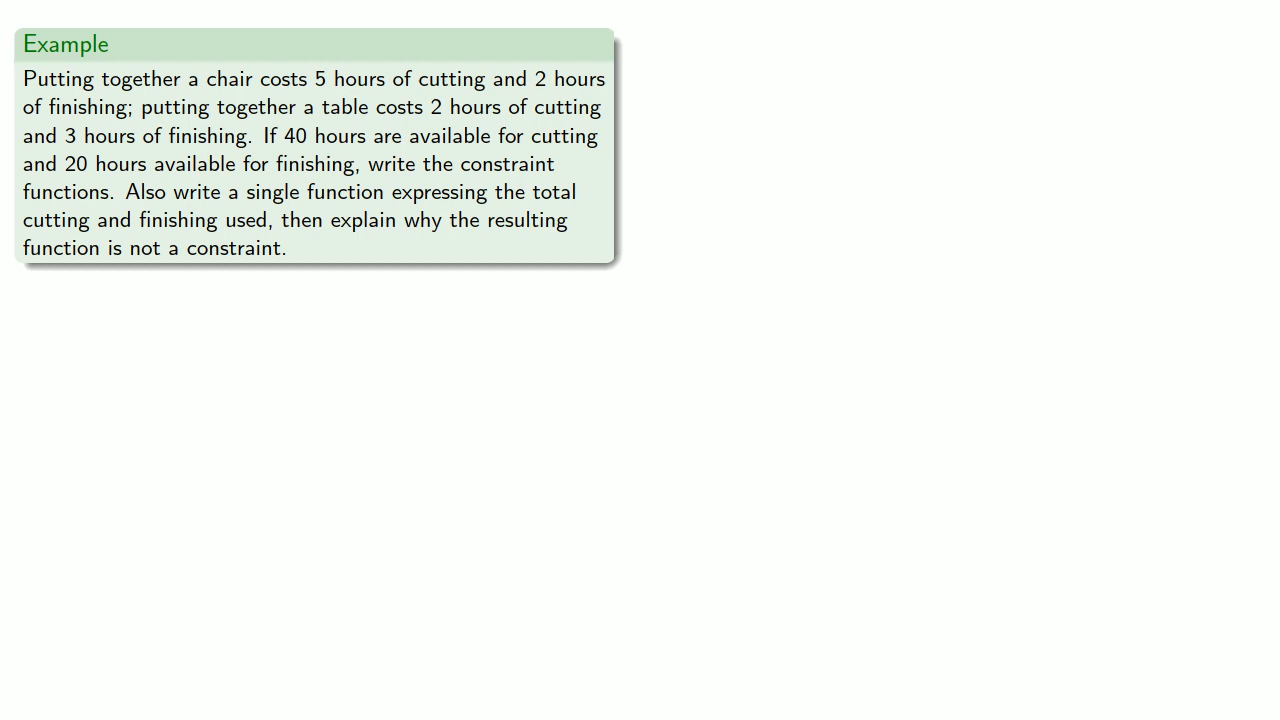 Example
Putting together a chair costs 5 hours of cutting and 2 hours
of finishing; putting together a table costs 2 hours of cutting
and 3 hours of finishing. If 40 hours are available for cutting
and 20 hours available for finishing, write the constraint
functions. Also write a single function expressing the total
cutting and finishing used, then explain why the resulting
function is not a constraint.